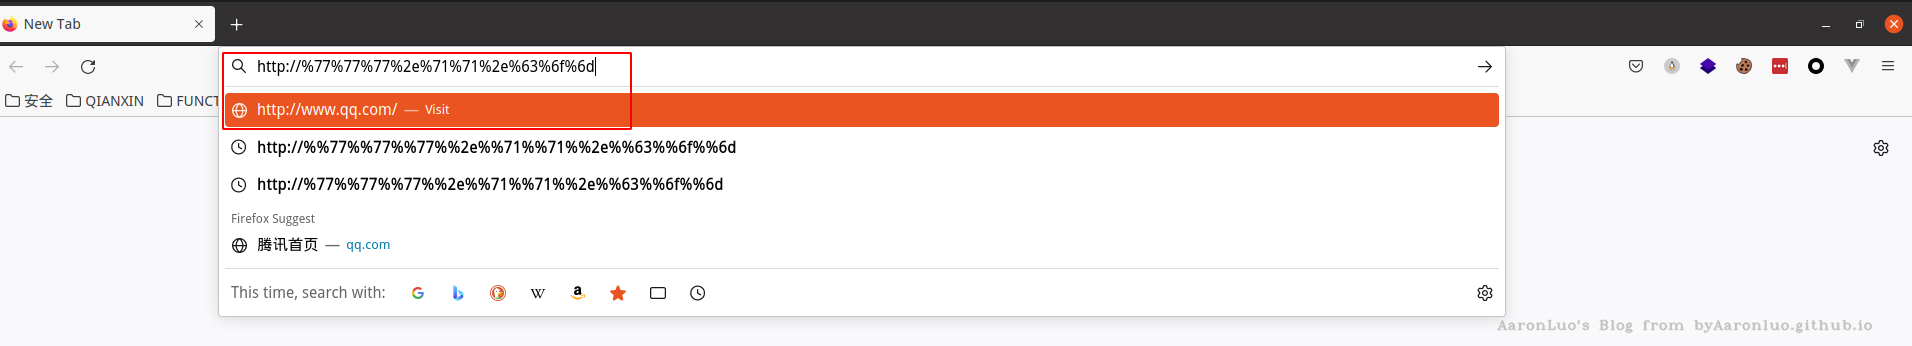 New Tab
http://%77%77%77%2e%71%71%2e%63%6f%6d
安全 QIANXIN FUNCT
http://www.qq.com/ — Visit
http://%%77%%77%%77%%2e%%71%%71%%2e%%63%%6f%%6d
http://%77%%77%%77%%2e%%71%%71%%2e%%63%%6f%%6d
Firefox Suggest
腾讯首页 — qq.com
This time, search with:
AaronLuo's Blog from byAaronluo.github.io